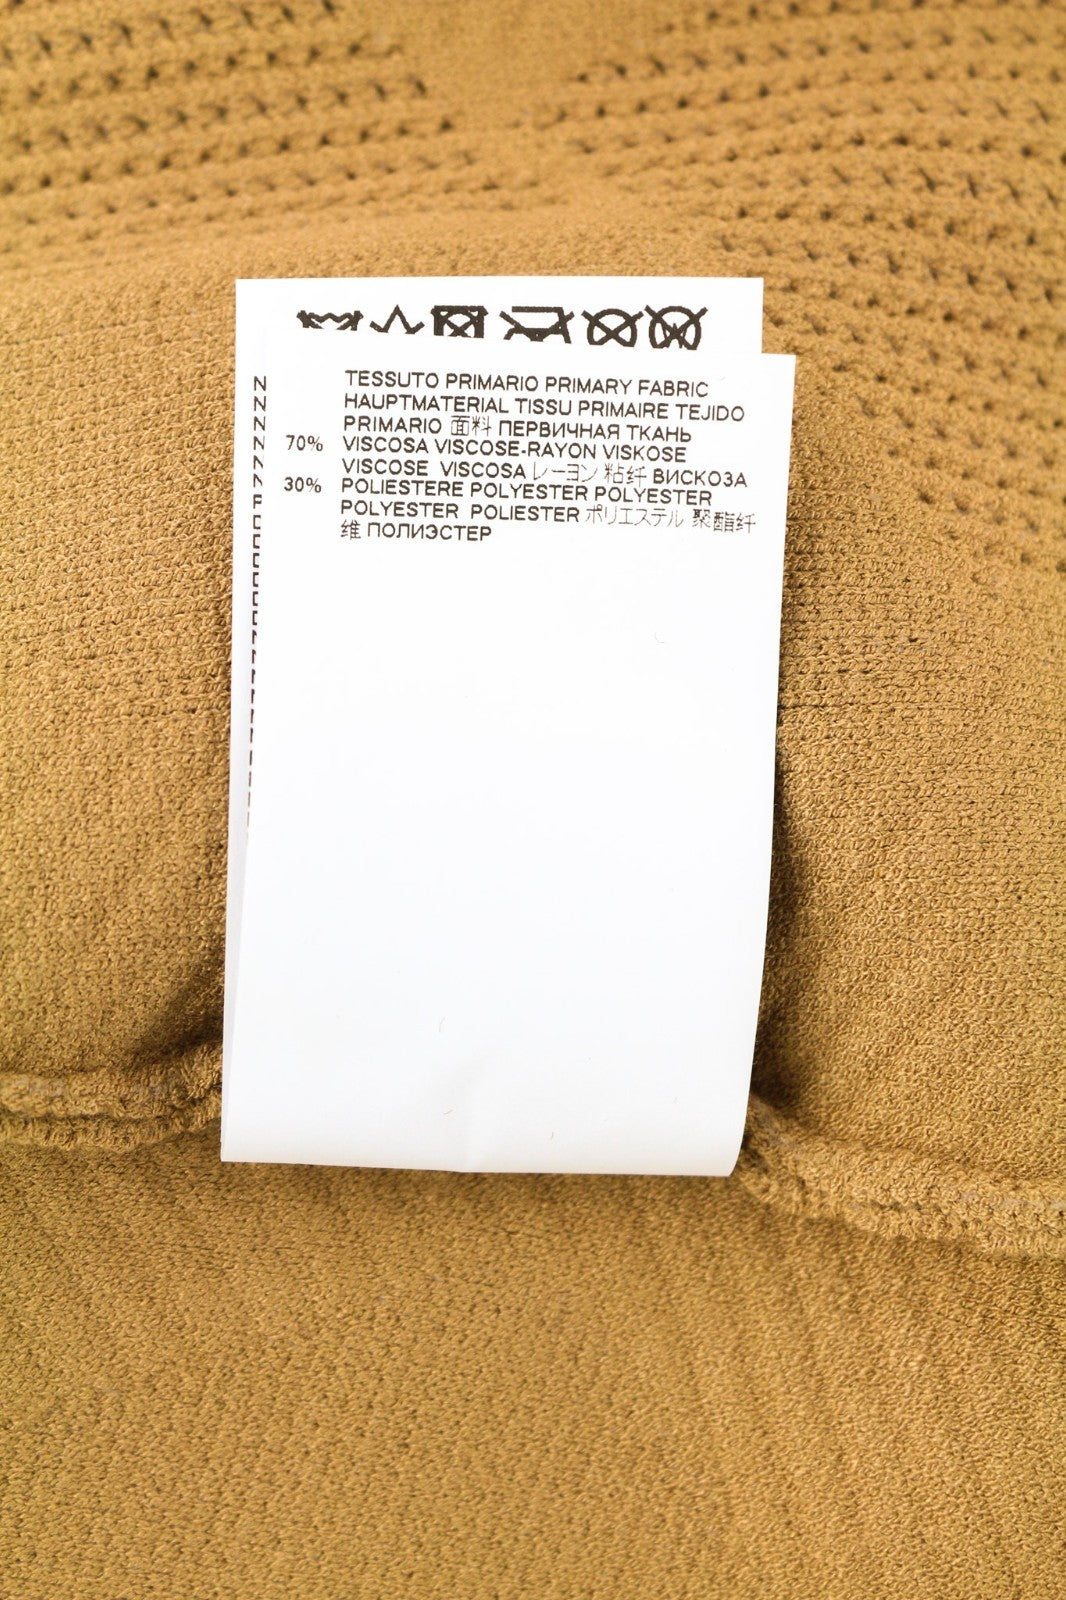 TESSUTO PRIMARIO PRIMARY FABRIC
HAUPTMATERIAL TISSU PRIMAIRE TEJIDO
PRIMARIO 面料 ПЕРВИЧНАЯ ТКАНЬ
70% VISCOSA VISCOSE-RAYON VISKOSE
VISCOSE VISCOSA レーヨン 粘纤 ВИСКОЗА
30% POLIESTERE POLYESTER POLYESTER
POLYESTER POLIESTER ポリエステル 聚酯纤
维 ПОЛИЭСТЕР